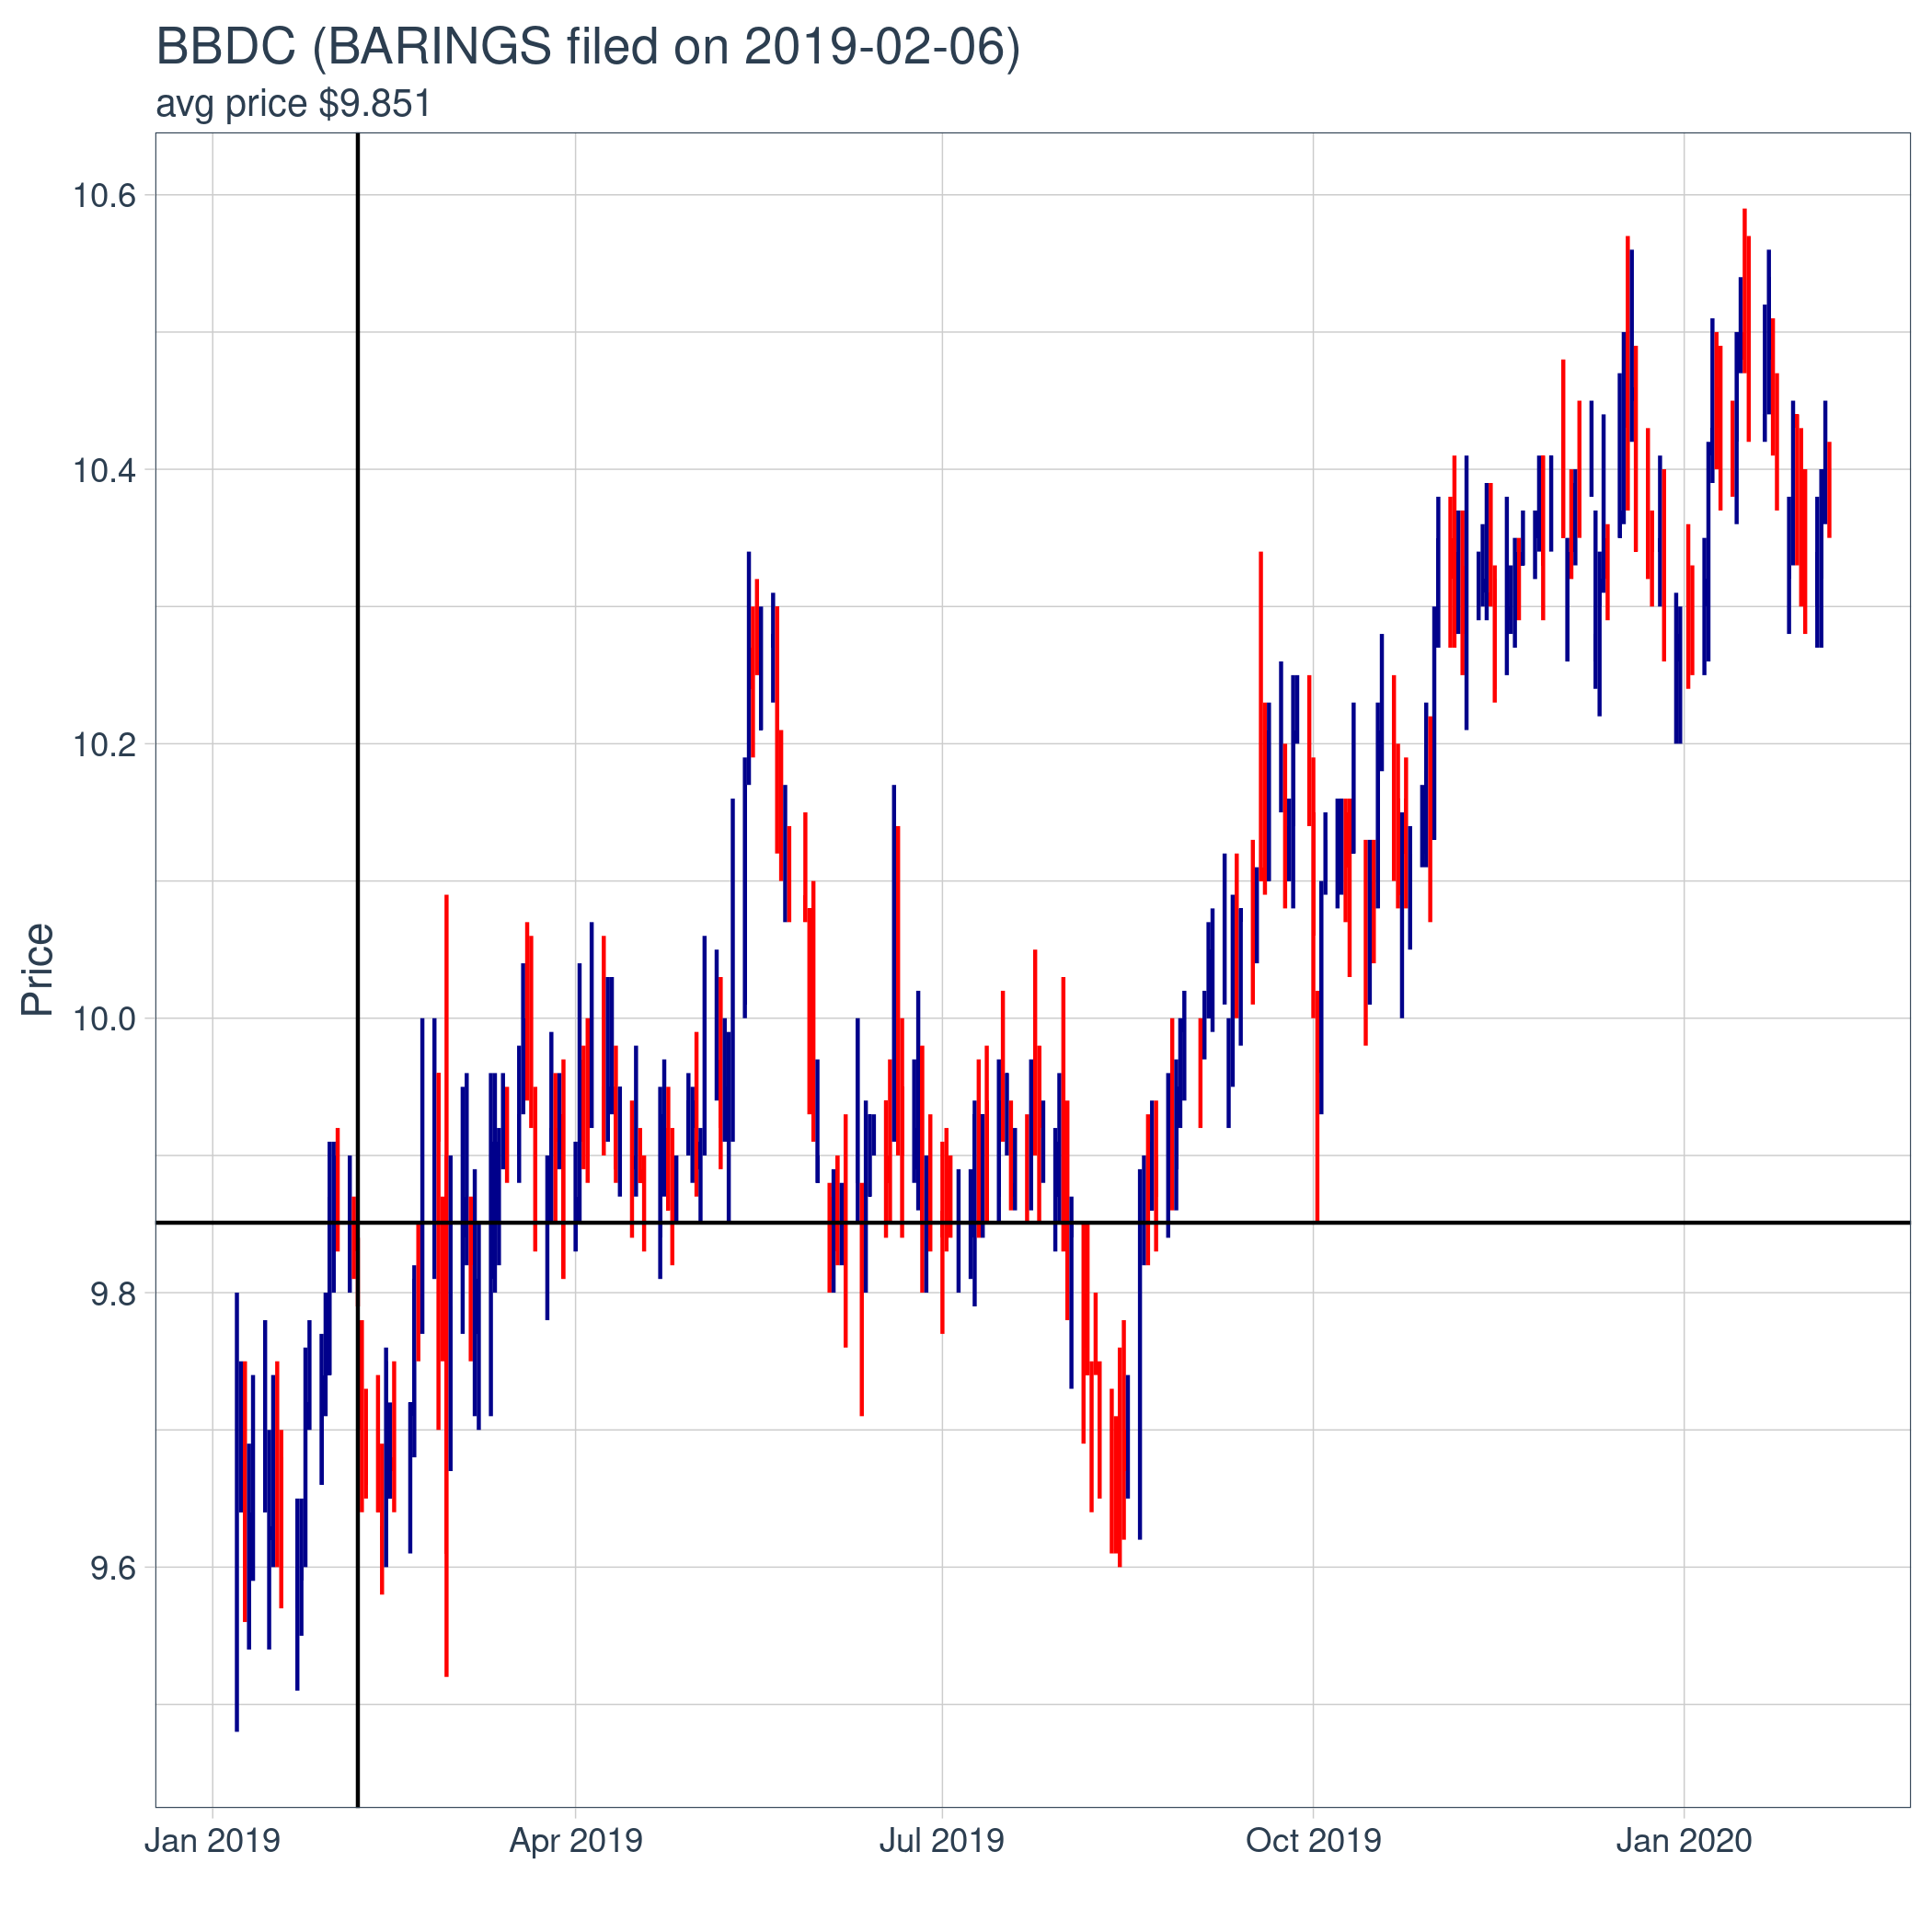 BBDC (BARINGS filed on 2019-02-06)
avg price $9.851
Price
10.6
10.4
10.2
10.0
9.8
9.6
Jan 2019
Apr 2019
Jul 2019
Oct 2019
Jan 2020